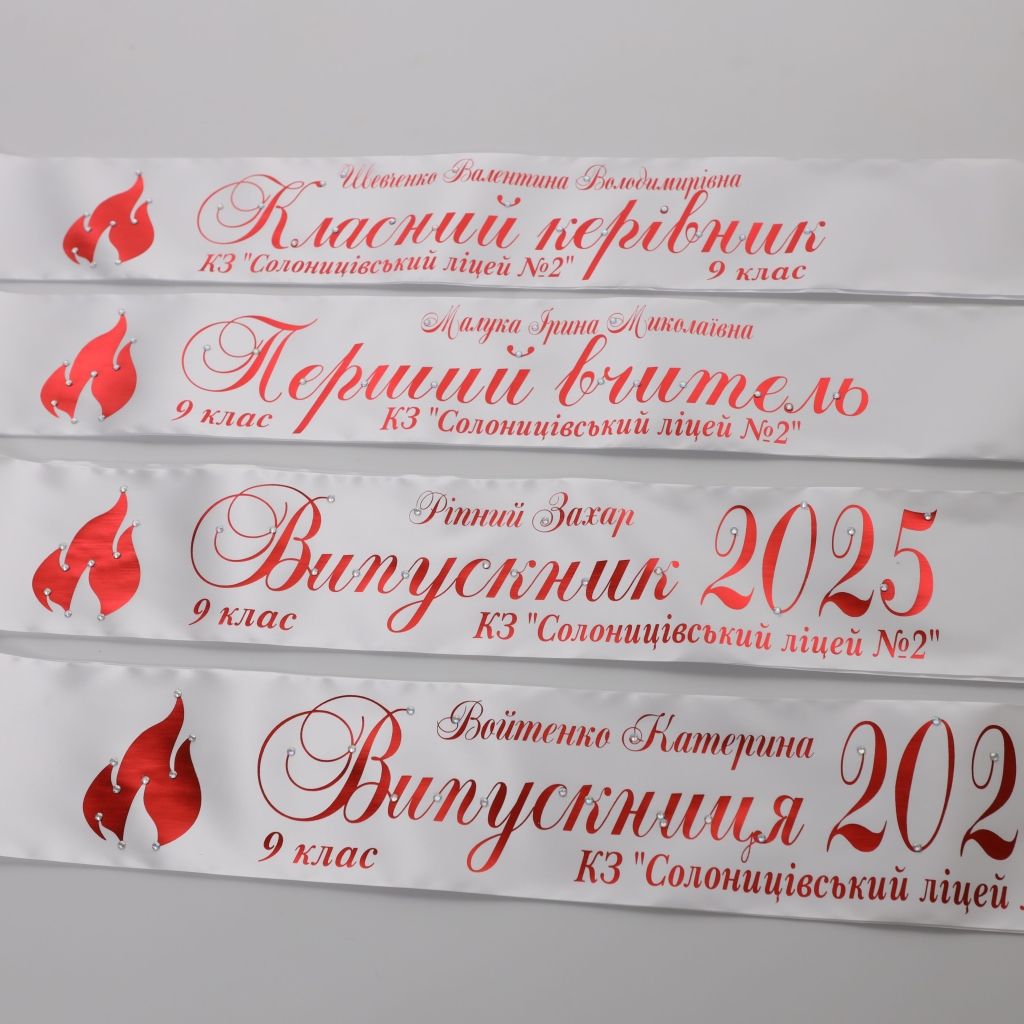 Шевченко Валентина Володимирівна
Класний керівник
КЗ "Солоницівський ліцей №2" 9 клас
Малука Ірина Миколаївна
Перший вчитель
9 клас КЗ "Солоницівський ліцей №2"
Ріпний Захар
Випускник 2025
9 клас КЗ "Солоницівський ліцей №2"
Войтенко Катерина
Випускниця 202
9 клас КЗ "Солоницівський ліцей